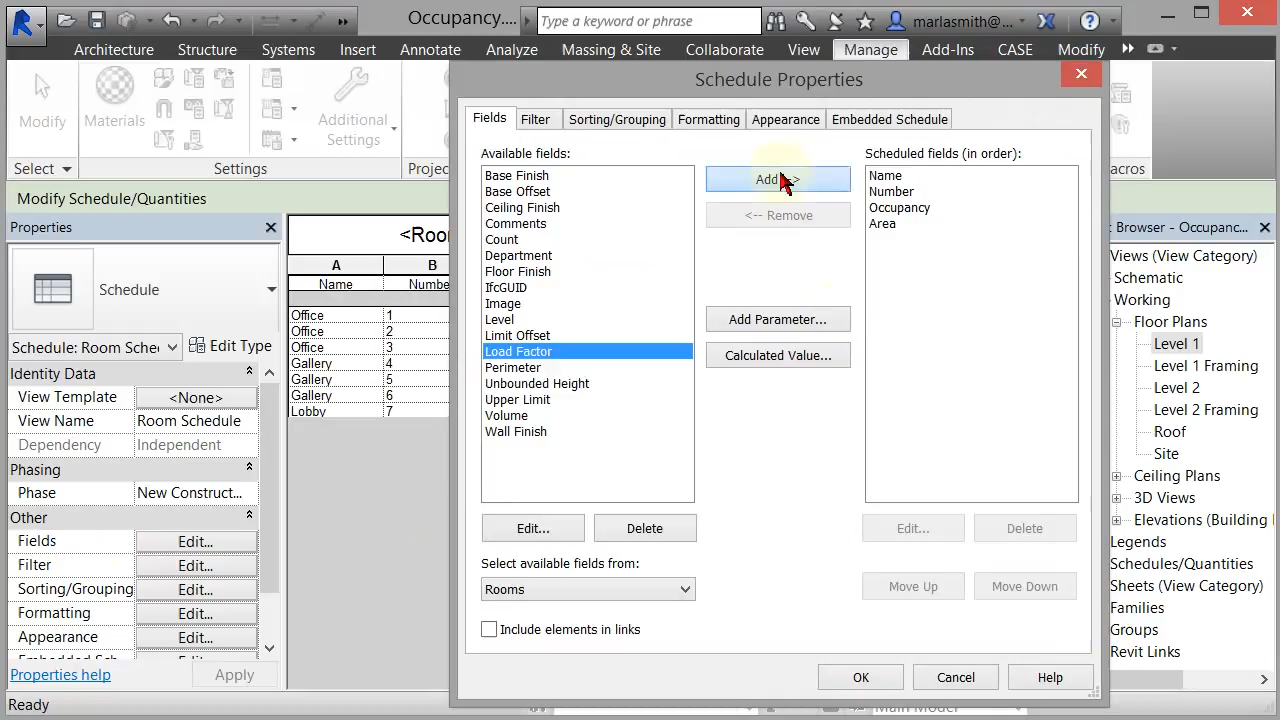 Occupancy....
Type a keyword or phrase
marlasmith@...
Architecture Structure Systems Insert Annotate Analyze Massing & Site Collaborate View Manage Add-Ins CASE Modify
Modify
Materials
Additional
Settings
Select
Settings
Modify Schedule/Quantities
Properties
Schedule
Schedule: Room Sche
Edit Type
Identity Data
View Template <None>
View Name Room Schedule
Dependency Independent
Phasing
Phase New Construct...
Other
Fields Edit...
Filter Edit...
Sorting/Grouping Edit...
Formatting Edit...
Appearance Edit...
Properties help
Apply
Ready
<Roo
A B
Name Numbe
Office 1
Office 2
Office 3
Gallery 4
Gallery 5
Gallery 6
Lobby 7
Schedule Properties
Fields Filter Sorting/Grouping Formatting Appearance Embedded Schedule
Available fields:
Base Finish
Base Offset
Ceiling Finish
Comments
Count
Department
Floor Finish
IfcGUID
Image
Level
Limit Offset
Load Factor
Perimeter
Unbounded Height
Upper Limit
Volume
Wall Finish
Edit... Delete
Select available fields from:
Rooms
Include elements in links
<-- Remove
Add Parameter...
Calculated Value...
Scheduled fields (in order):
Name
Number
Occupancy
Area
Edit... Delete
Move Up Move Down
OK Cancel Help
acros
t Browser - Occupanc...
Views (View Category)
Schematic
Working
Floor Plans
Level 1
Level 1 Framing
Level 2
Level 2 Framing
Roof
Site
Ceiling Plans
3D Views
Elevations (Building
Legends
Schedules/Quantities
Sheets (View Category)
Families
Groups
Revit Links